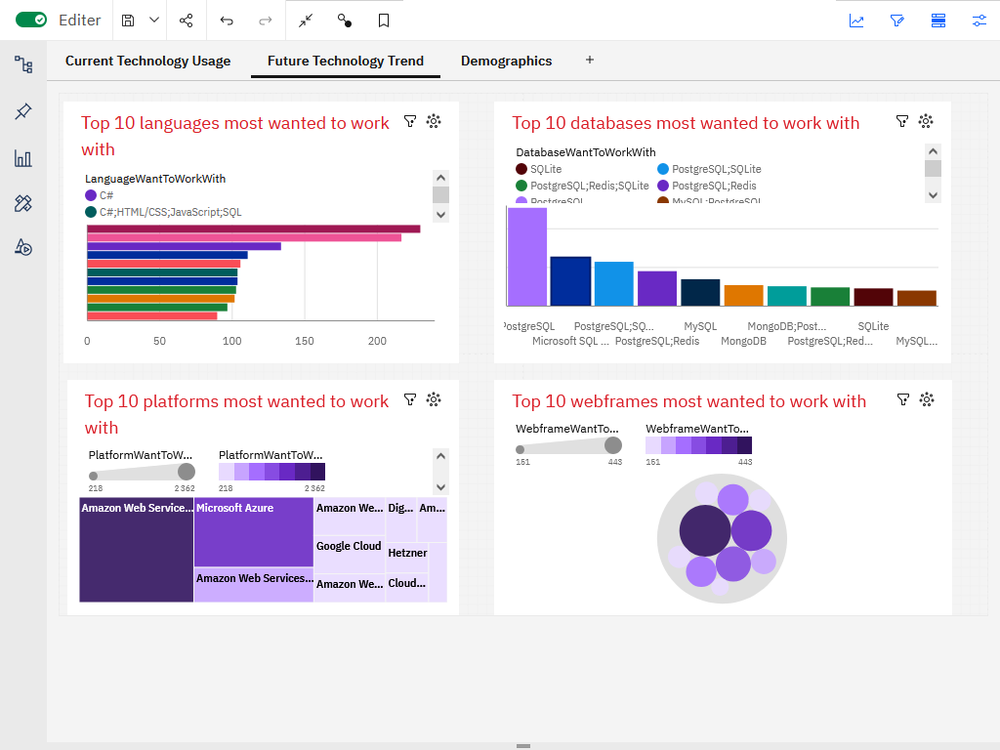 Editer
Current Technology Usage
Future Technology Trend
Demographics
+
Top 10 languages most wanted to work
with
LanguageWantToWorkWith
C#
C#;HTML/CSS;JavaScript;SQL
0 50 100 150 200
Top 10 databases most wanted to work with
DatabaseWantToWorkWith
SQLite PostgreSQL;SQLite
PostgreSQL;Redis;SQLite PostgreSQL;Redis
PostgreSQL MySQL;PostgreSQL
PostgreSQL PostgreSQL;SQ... MySQL MongoDB;Post... SQLite
Microsoft SQL ... PostgreSQL;Redis MongoDB PostgreSQL;Red... MySQL...
Top 10 platforms most wanted to work
with
PlatformWantToW... PlatformWantToW...
218 2 362 218 2 362
Amazon Web Service... Microsoft Azure Amazon We... Dig... Am...
Google Cloud
Hetzner
Amazon Web Services...
Amazon We... Cloud...
Top 10 webframes most wanted to work with
WebframeWantTo... WebframeWantTo...
151 443 151 443